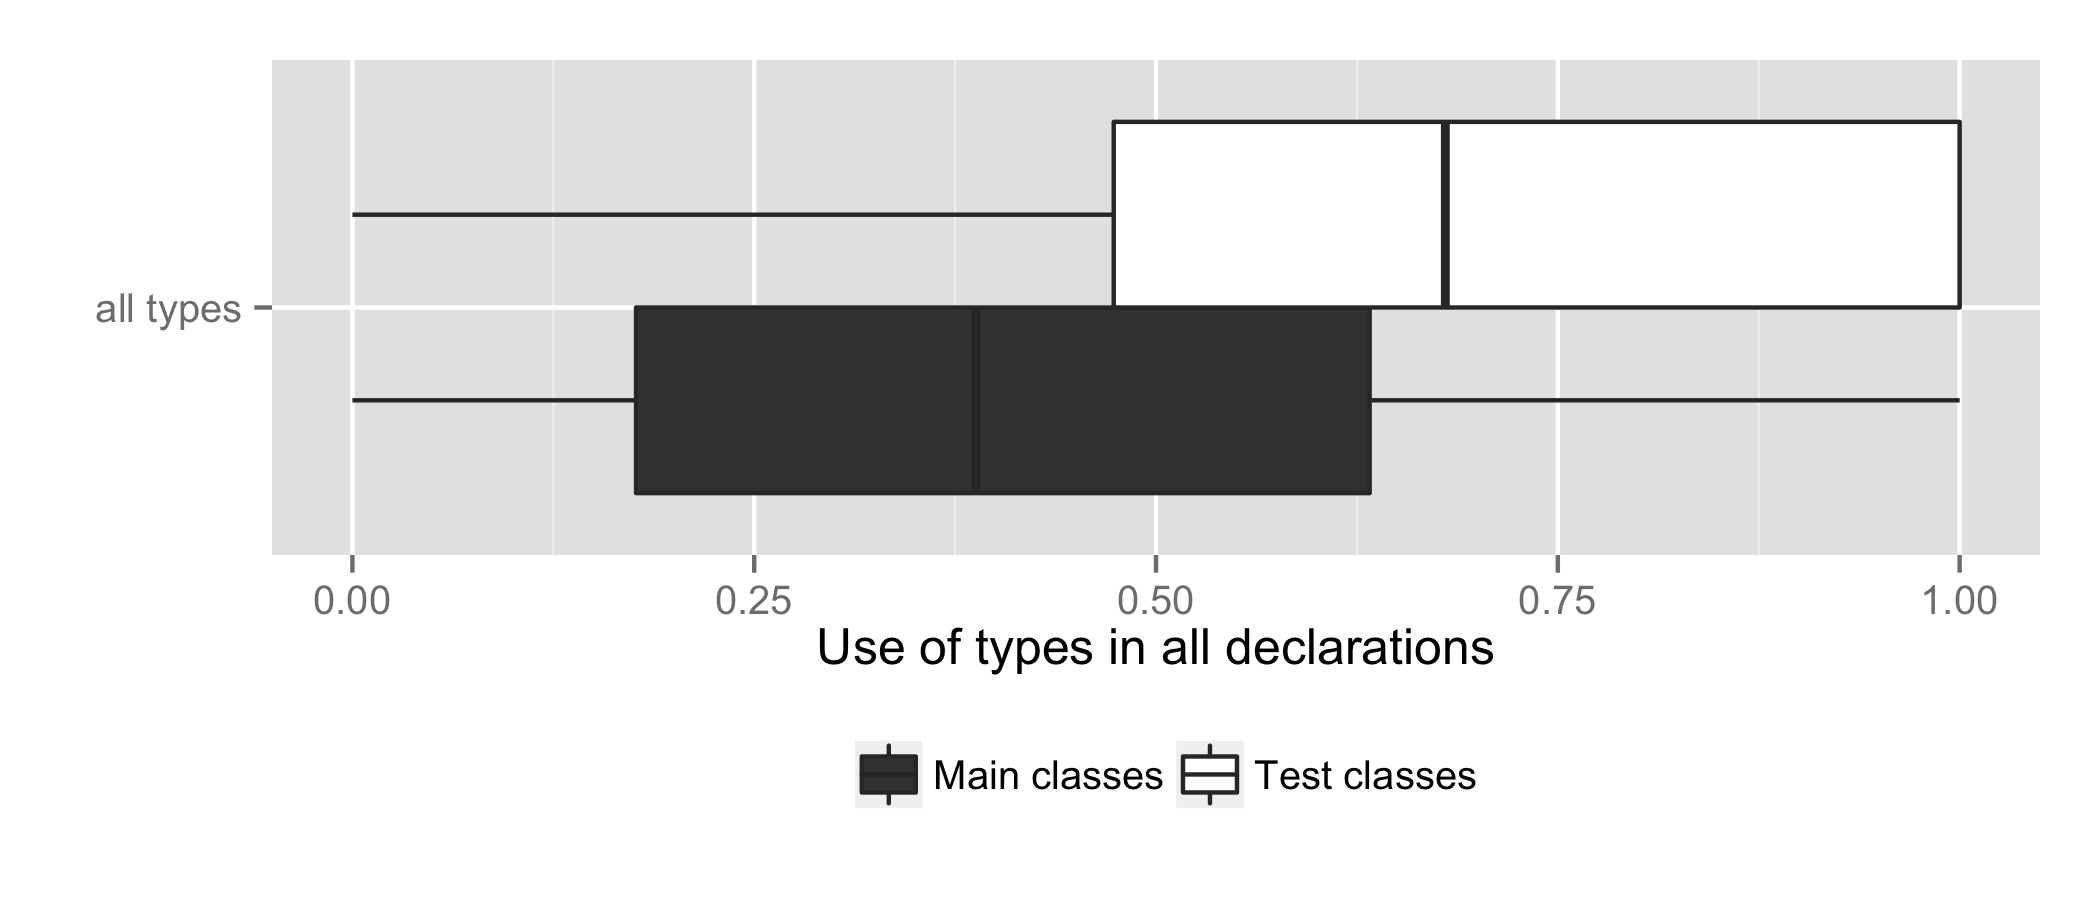 all types
0.00 0.25 0.50 0.75 1.00
Use of types in all declarations
Main classes Test classes